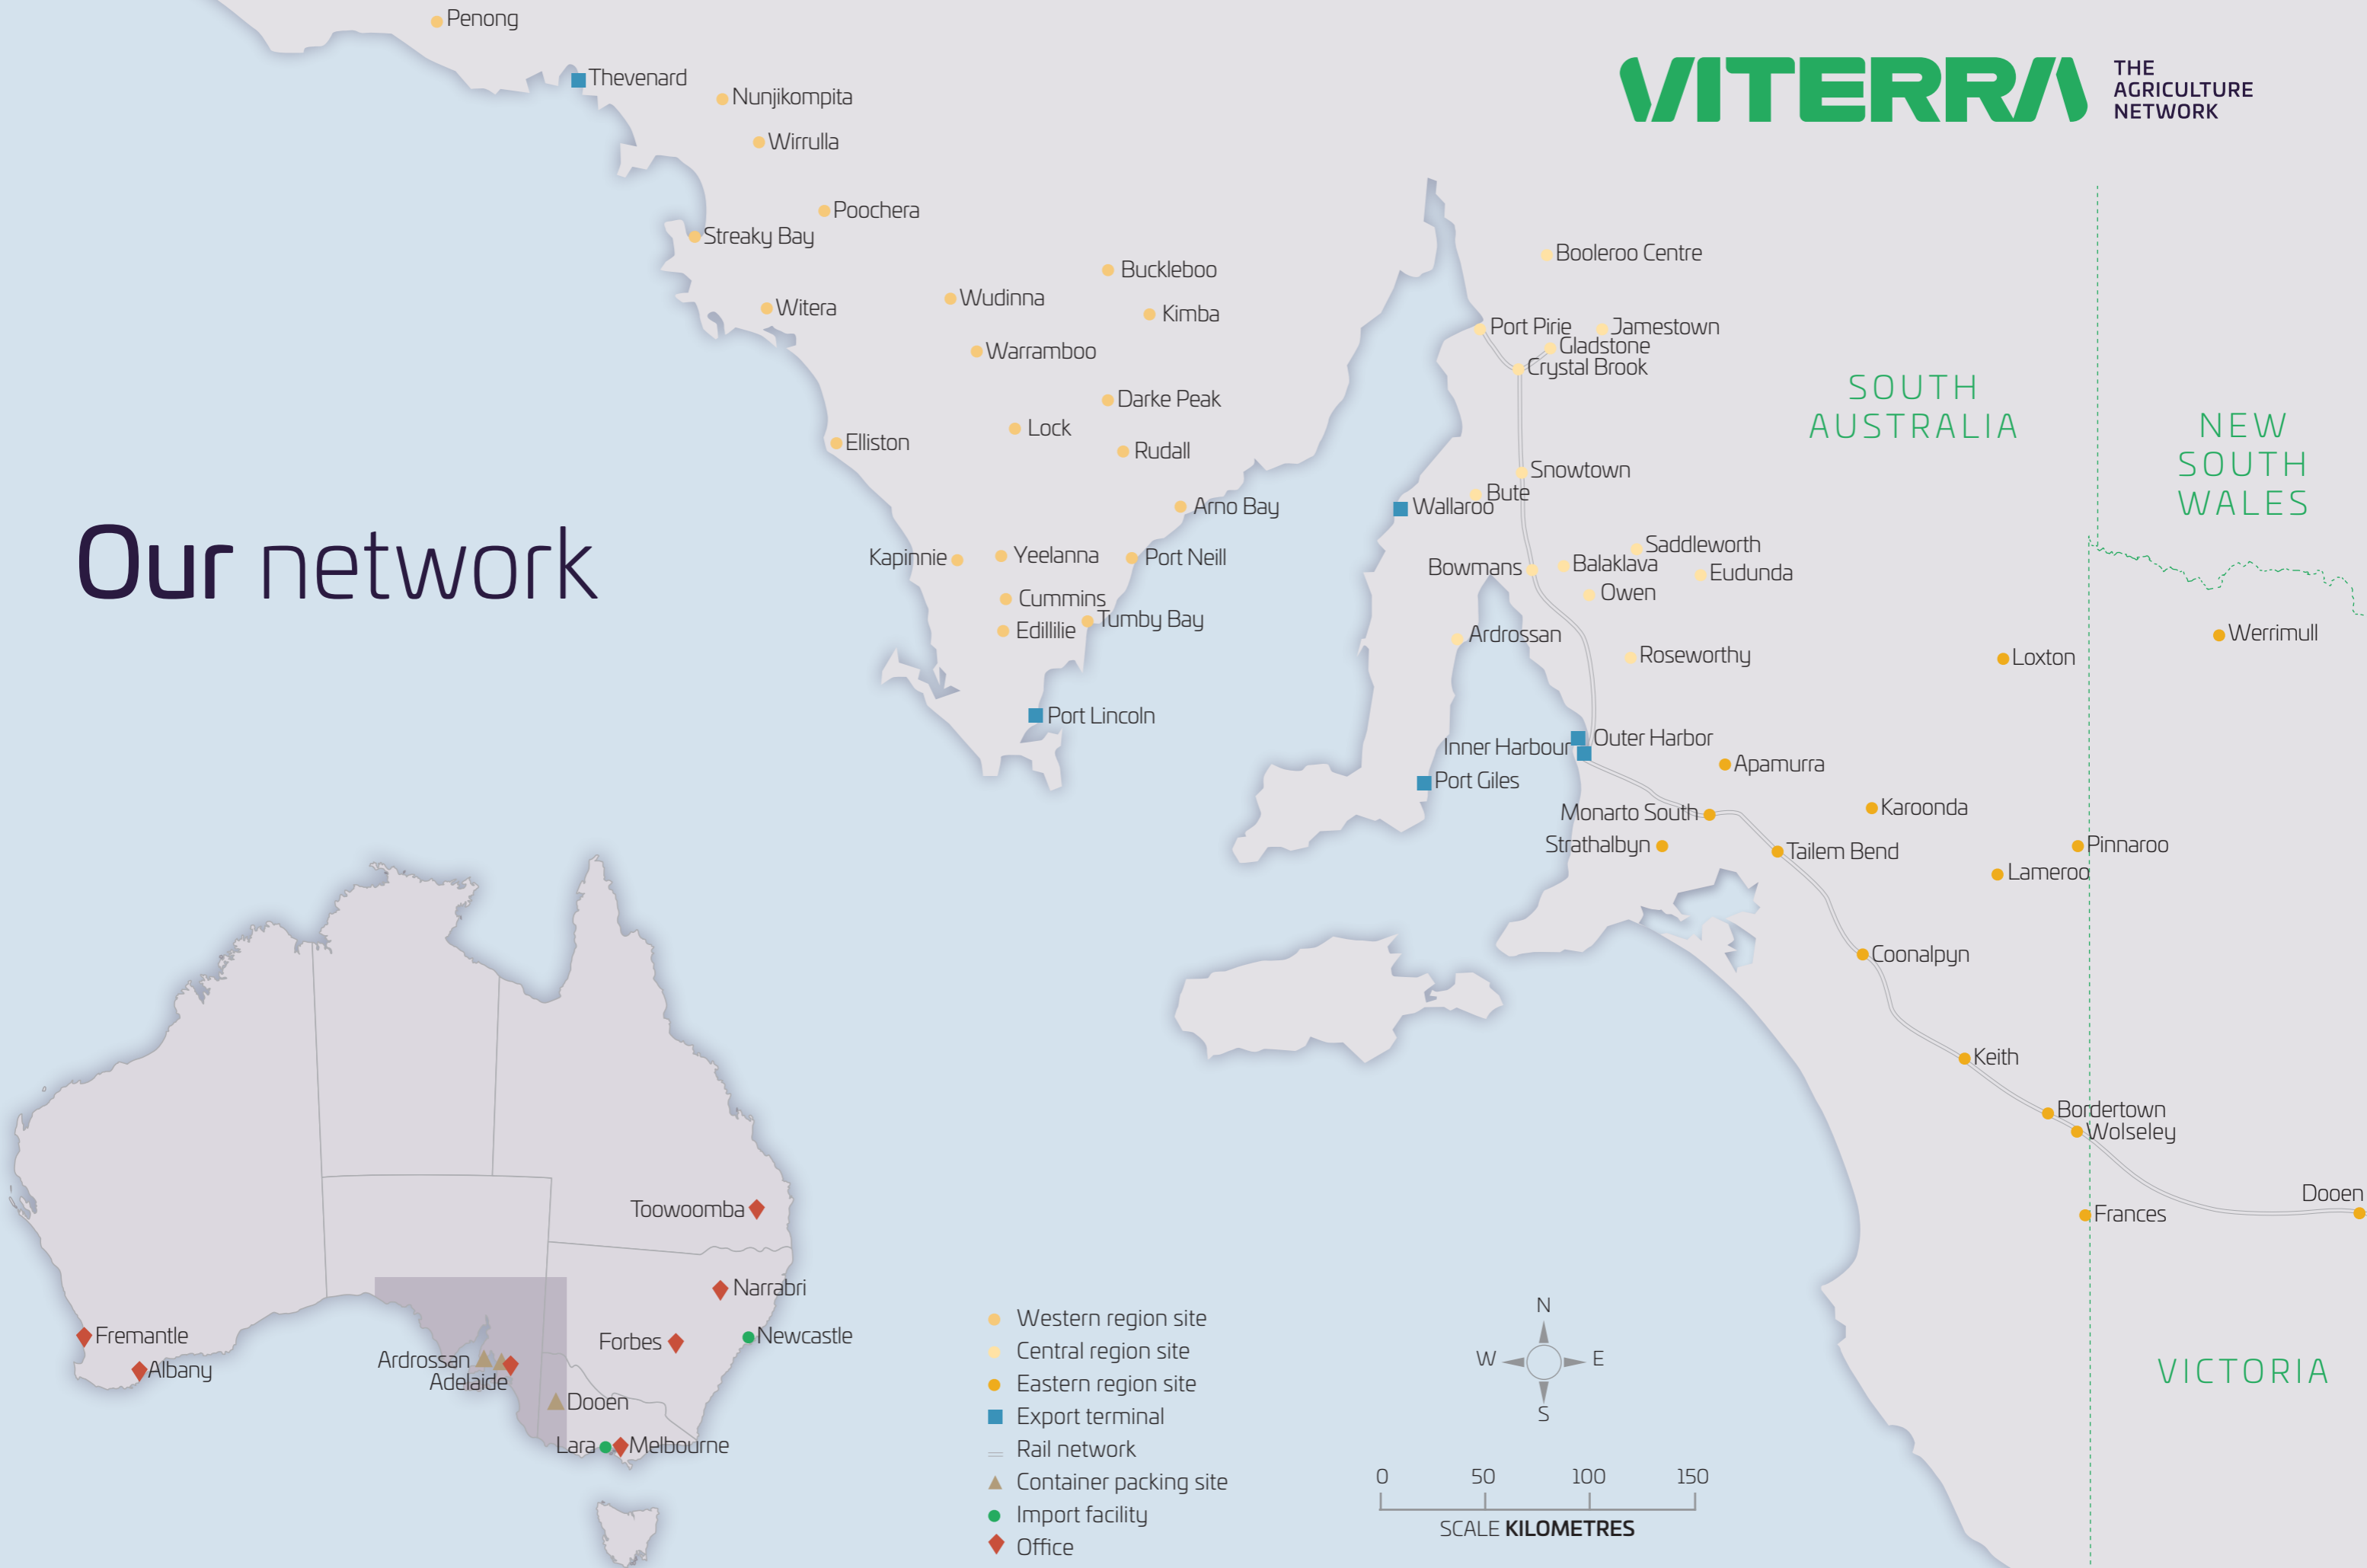 VITERRA
THE
AGRICULTURE
NETWORK
Our network
Penong
Thevenard
Nunjikompita
Wirrulla
Poochera
Streaky Bay
Witera
Wudinna
Buckleboo
Kimba
Warramboo
Darke Peak
Lock
Rudall
Elliston
Arno Bay
Kapinnie
Yeelanna
Port Neill
Cummins
Tumby Bay
Edillilie
Port Lincoln
Booleroo Centre
Port Pirie
Jamestown
Gladstone
Crystal Brook
Snowtown
Bute
Wallaroo
Saddleworth
Bowmans
Balaklava
Eudunda
Owen
Ardrossan
Roseworthy
Outer Harbor
Inner Harbour
Port Giles
Apamurra
Monarto South
Karoonda
Strathalbyn
Tailem Bend
Pinnaroo
Lameroo
Loxton
Werrimull
Coonalpyn
Keith
Bordertown
Wolseley
Dooen
Frances
SOUTH
AUSTRALIA
NEW
SOUTH
WALES
VICTORIA
Toowoomba
Narrabri
Forbes
Newcastle
Fremantle
Albany
Ardrossan
Adelaide
Dooen
Lara
Melbourne
Western region site
Central region site
Eastern region site
Export terminal
Rail network
Container packing site
Import facility
Office
N
W
E
S
0 50 100 150
SCALE KILOMETRES